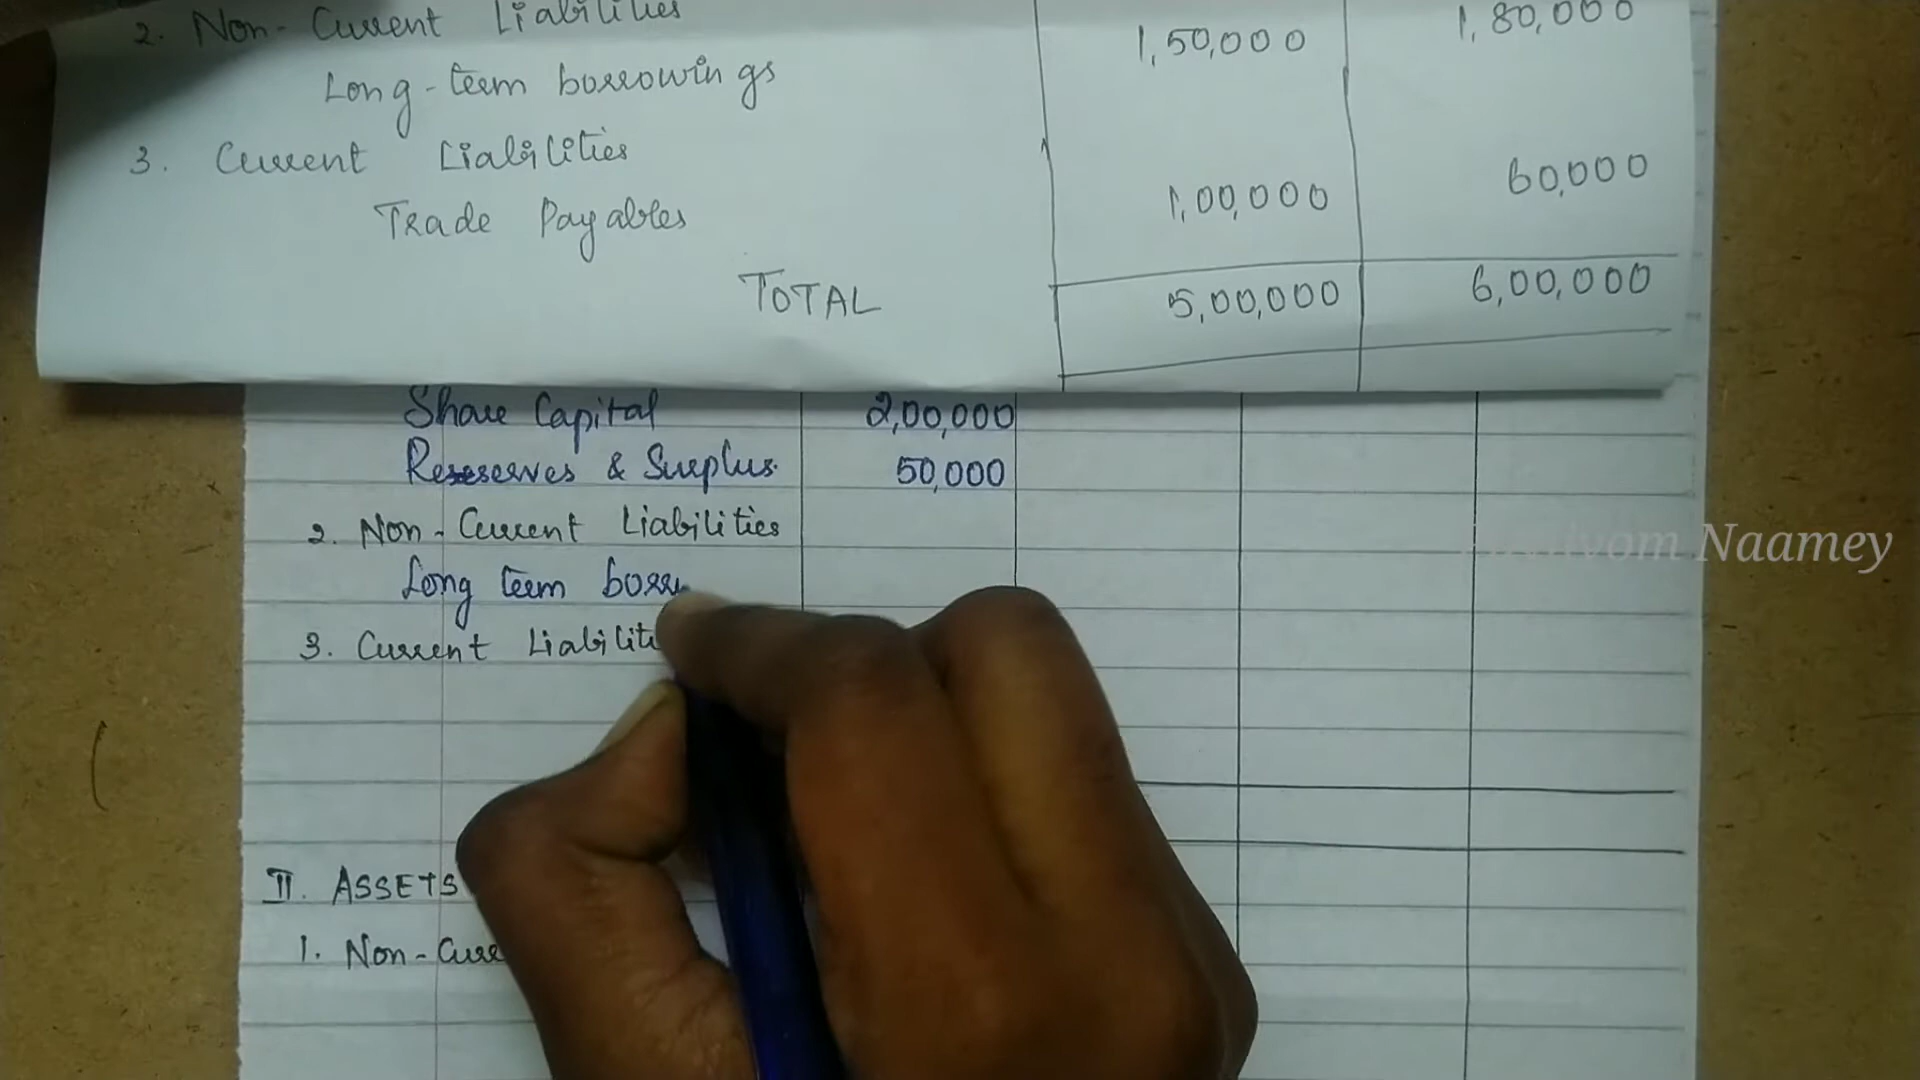 2. Non-Current Liabilities
1,50,000 1,80,000
Long-term borrowings
3. Current Liabilities
Trade Payables 1,00,000 60,000
TOTAL 5,00,000 6,00,000
Share Capital 2,00,000
Reserves & Surplus 50,000
2. Non-Current Liabilities
Long term borr
3. Current Liabiliti
II. ASSETS
1. Non-Curr
Naamey